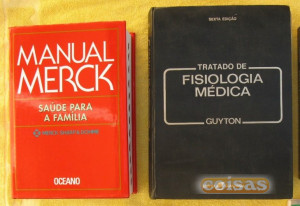 MANUAL
MERCK
SAÚDE PARA
A FAMÍLIA
OCEANO
SEXTA EDIÇÃO
TRATADO DE
FISIOLOGIA
MÉDICA
GUYTON
coisas